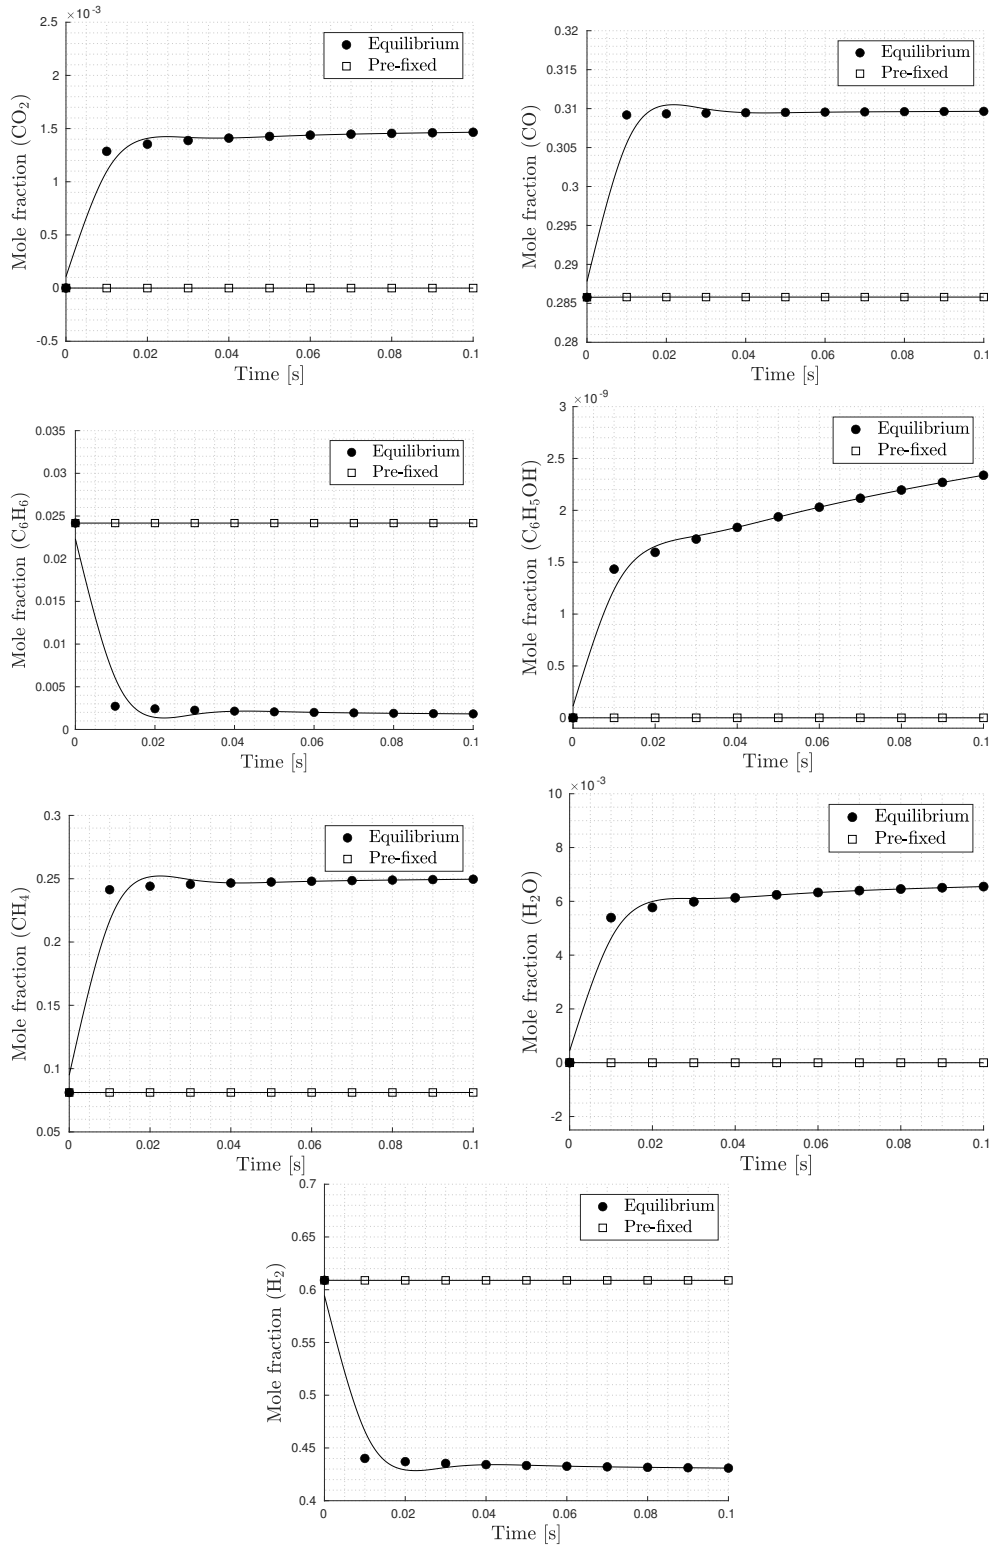 ×10⁻³
2.5
2
1.5
1
0.5
0
-0.5
Mole fraction (CO₂)
Equilibrium
Pre-fixed
0 0.02 0.04 0.06 0.08 0.1
Time [s]
0.32
0.315
0.31
0.305
0.3
0.295
0.29
0.285
0.28
Mole fraction (CO)
Equilibrium
Pre-fixed
0 0.02 0.04 0.06 0.08 0.1
Time [s]
0.035
0.03
0.025
0.02
0.015
0.01
0.005
0
Mole fraction (C₆H₆)
Equilibrium
Pre-fixed
0 0.02 0.04 0.06 0.08 0.1
Time [s]
×10⁻⁹
3
2.5
2
1.5
1
0.5
0
Mole fraction (C₆H₅OH)
Equilibrium
Pre-fixed
0 0.02 0.04 0.06 0.08 0.1
Time [s]
0.3
0.25
0.2
0.15
0.1
0.05
Mole fraction (CH₄)
Equilibrium
Pre-fixed
0 0.02 0.04 0.06 0.08 0.1
Time [s]
×10⁻³
10
8
6
4
2
0
-2
Mole fraction (H₂O)
Equilibrium
Pre-fixed
0 0.02 0.04 0.06 0.08 0.1
Time [s]
0.7
0.65
0.6
0.55
0.5
0.45
0.4
Mole fraction (H₂)
Equilibrium
Pre-fixed
0 0.02 0.04 0.06 0.08 0.1
Time [s]